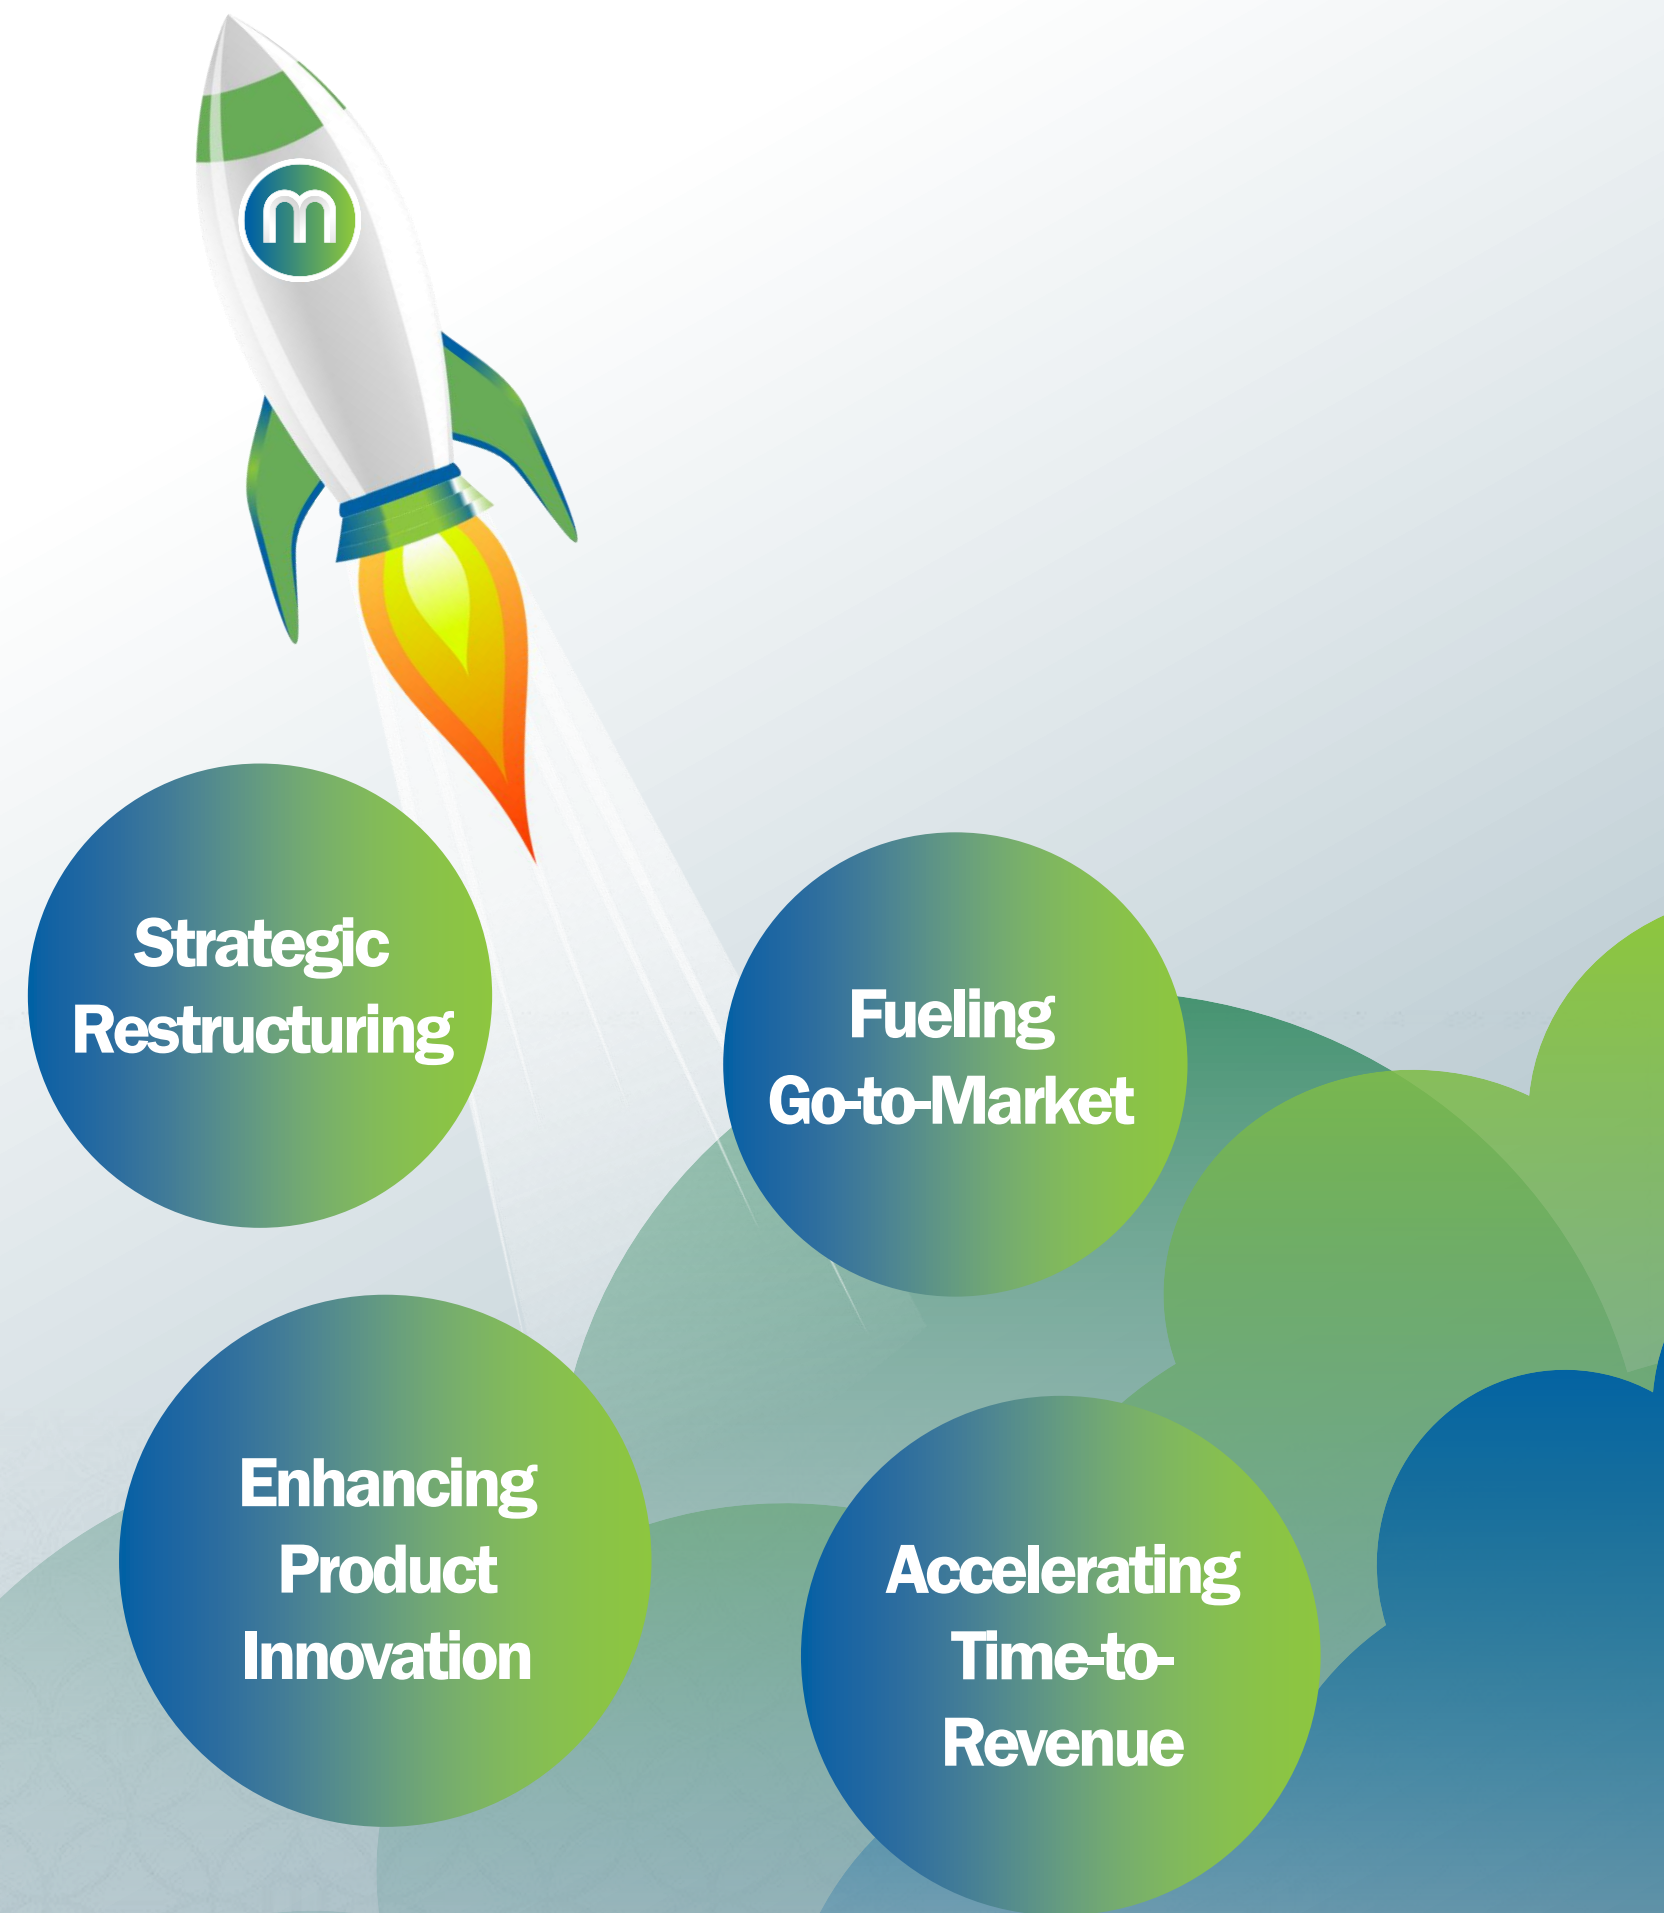 m
Strategic
Restructuring
Fueling
Go-to-Market
Enhancing
Product
Innovation
Accelerating
Time-to-
Revenue